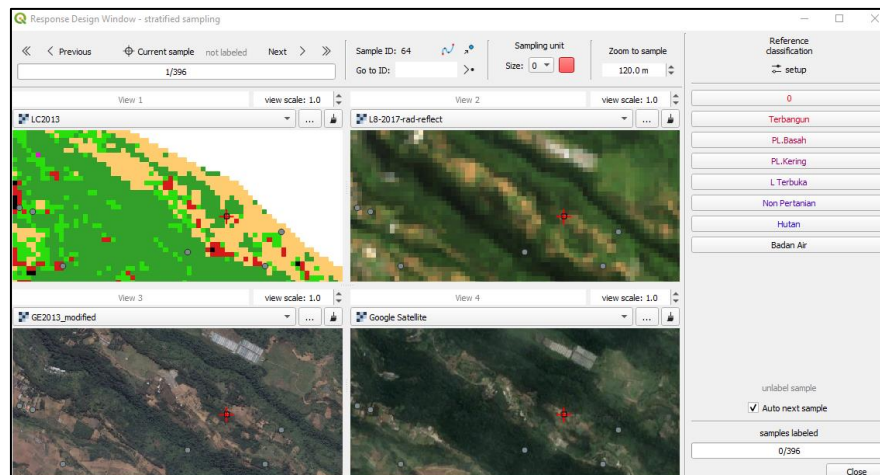 Response Design Window - stratified sampling
Previous Current sample not labeled Next
1/396
Sample ID: 64
Go to ID:
Sampling unit
Size: 0
Zoom to sample
120.0 m
Reference
classification
setup
View 1 view scale: 1.0
LC2013 ...
View 2 view scale: 1.0
L8-2017-rad-reflect ...
View 3 view scale: 1.0
GE2013_modified ...
View 4 view scale: 1.0
Google Satellite ...
0
Terbangun
PL.Basah
PL.Kering
L Terbuka
Non Pertanian
Hutan
Badan Air
unlabel sample
Auto next sample
samples labeled
0/396
Close